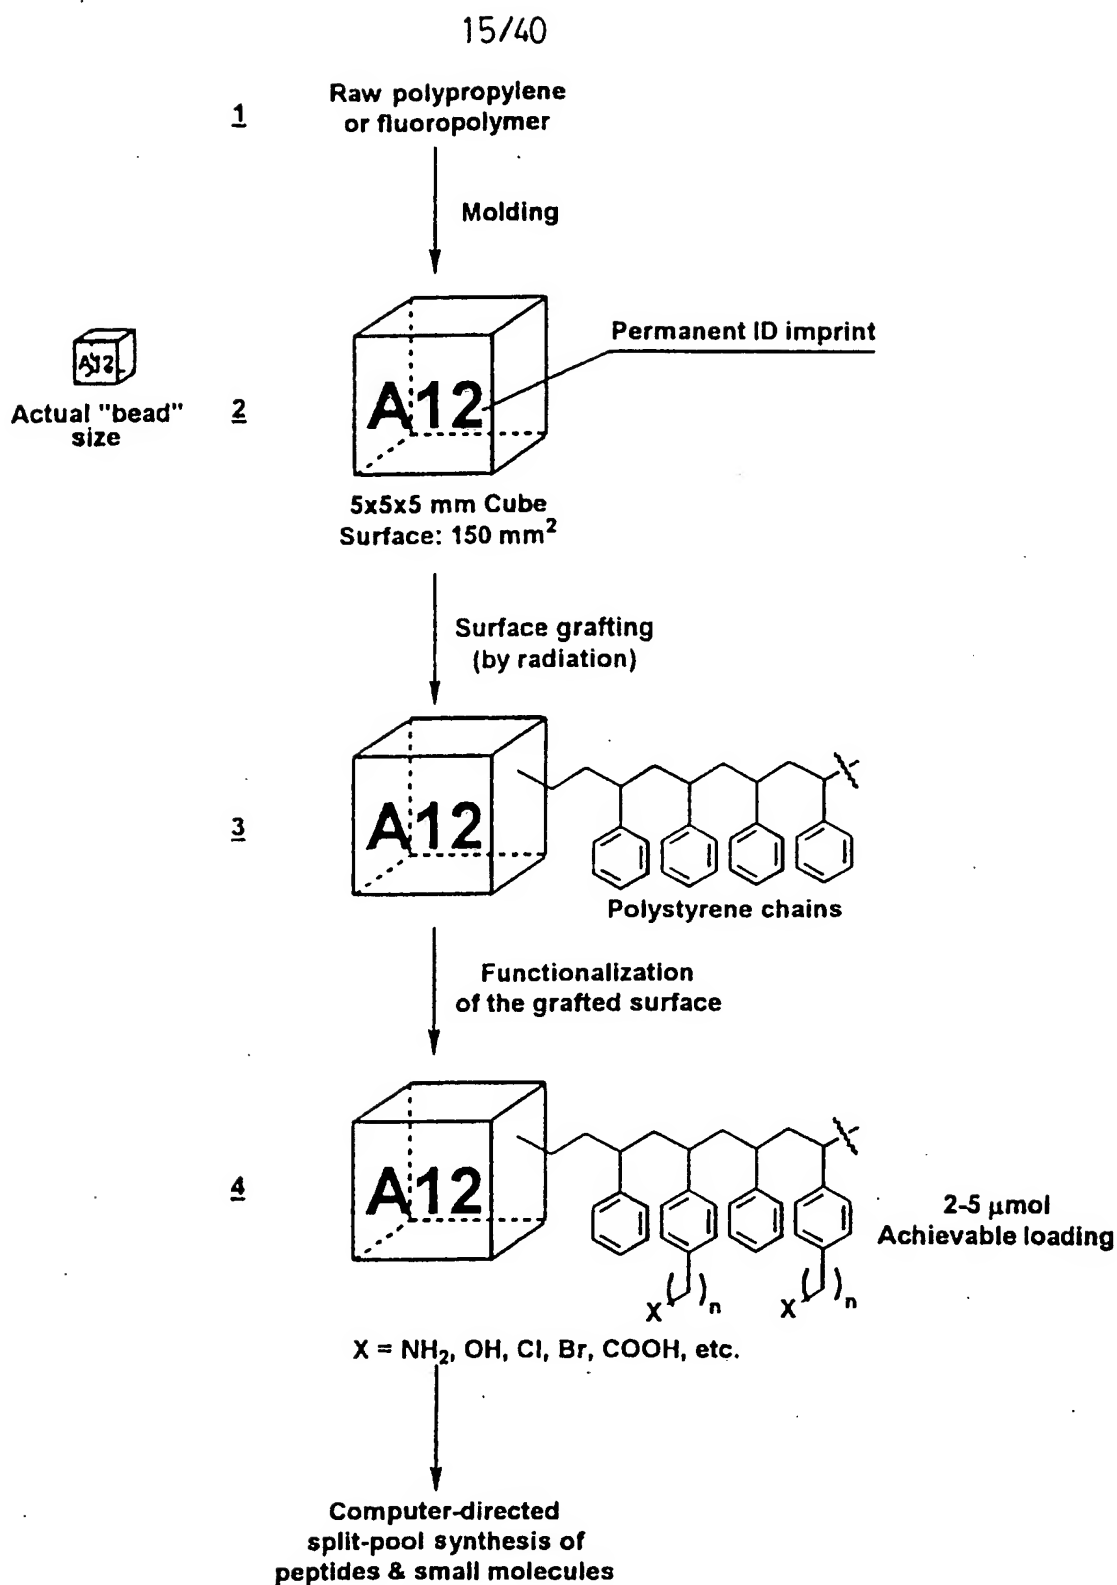 15/40
1
Raw polypropylene
or fluoropolymer
Molding
Permanent ID imprint
A12
Actual "bead"
size
2
A12
5x5x5 mm Cube
Surface: 150 mm²
Surface grafting
(by radiation)
3
A12
Polystyrene chains
Functionalization
of the grafted surface
4
A12
2-5 μmol
Achievable loading
X ( )n X ( )n
X = NH₂, OH, Cl, Br, COOH, etc.
Computer-directed
split-pool synthesis of
peptides & small molecules